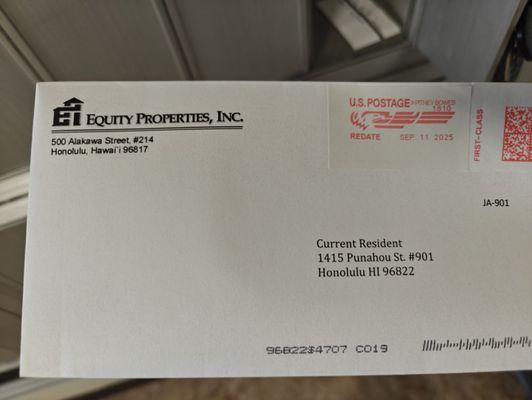 EI EQUITY PROPERTIES, INC.
500 Alakawa Street, #214
Honolulu, Hawai'i 96817
U.S. POSTAGE >> PITNEY BOWES
1810
REDATE SEP 11 2025
FIRST-CLASS
JA-901
Current Resident
1415 Punahou St. #901
Honolulu HI 96822
96822$4707 C019